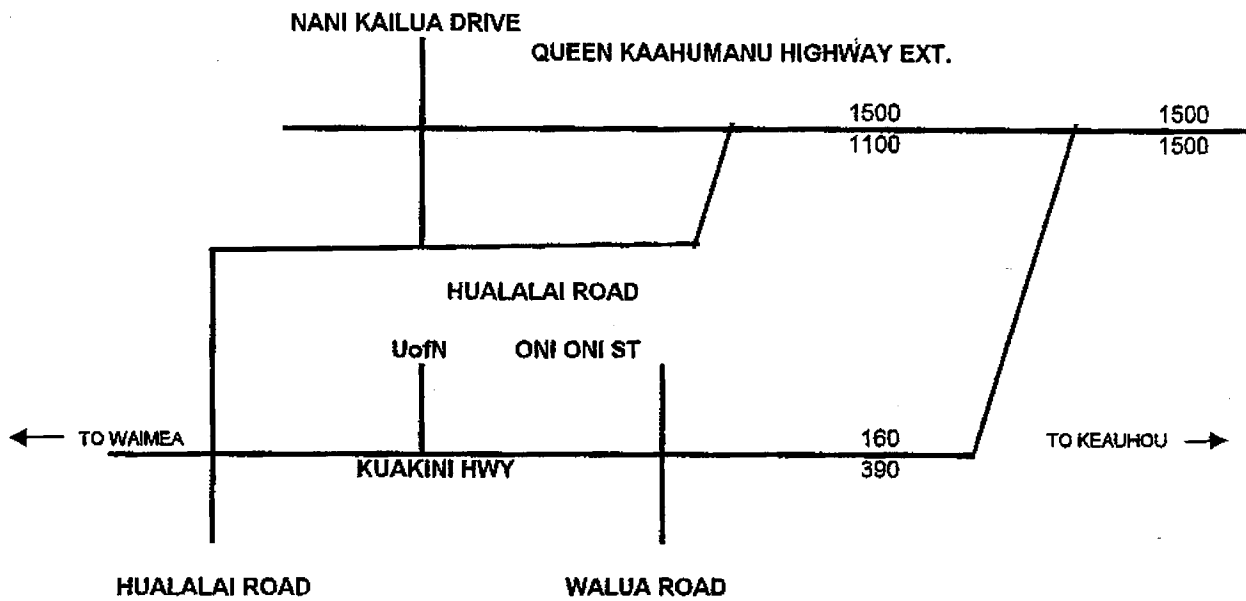 NANI KAILUA DRIVE
QUEEN KAAHUMANU HIGHWAY EXT.
1500
1500
1100
1500
HUALALAI ROAD
UofN
ONI ONI ST
TO WAIMEA
160
TO KEAUHOU
KUAKINI HWY
390
HUALALAI ROAD
WALUA ROAD